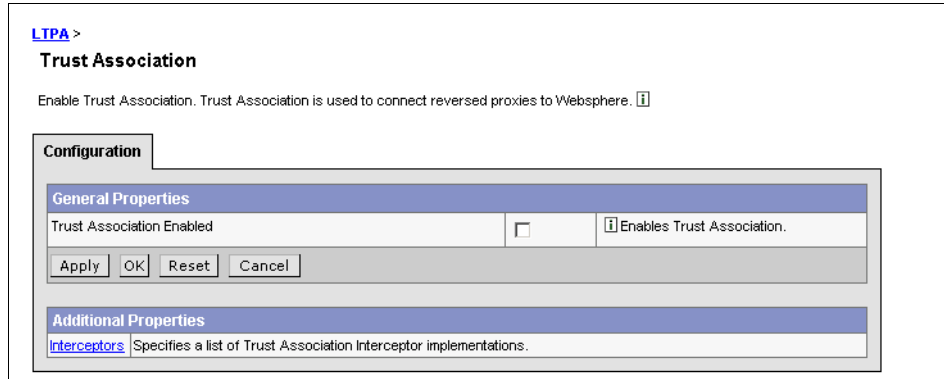 LTPA >
Trust Association
Enable Trust Association. Trust Association is used to connect reversed proxies to Websphere. i
Configuration
General Properties
Trust Association Enabled i Enables Trust Association.
Apply OK Reset Cancel
Additional Properties
Interceptors Specifies a list of Trust Association Interceptor implementations.